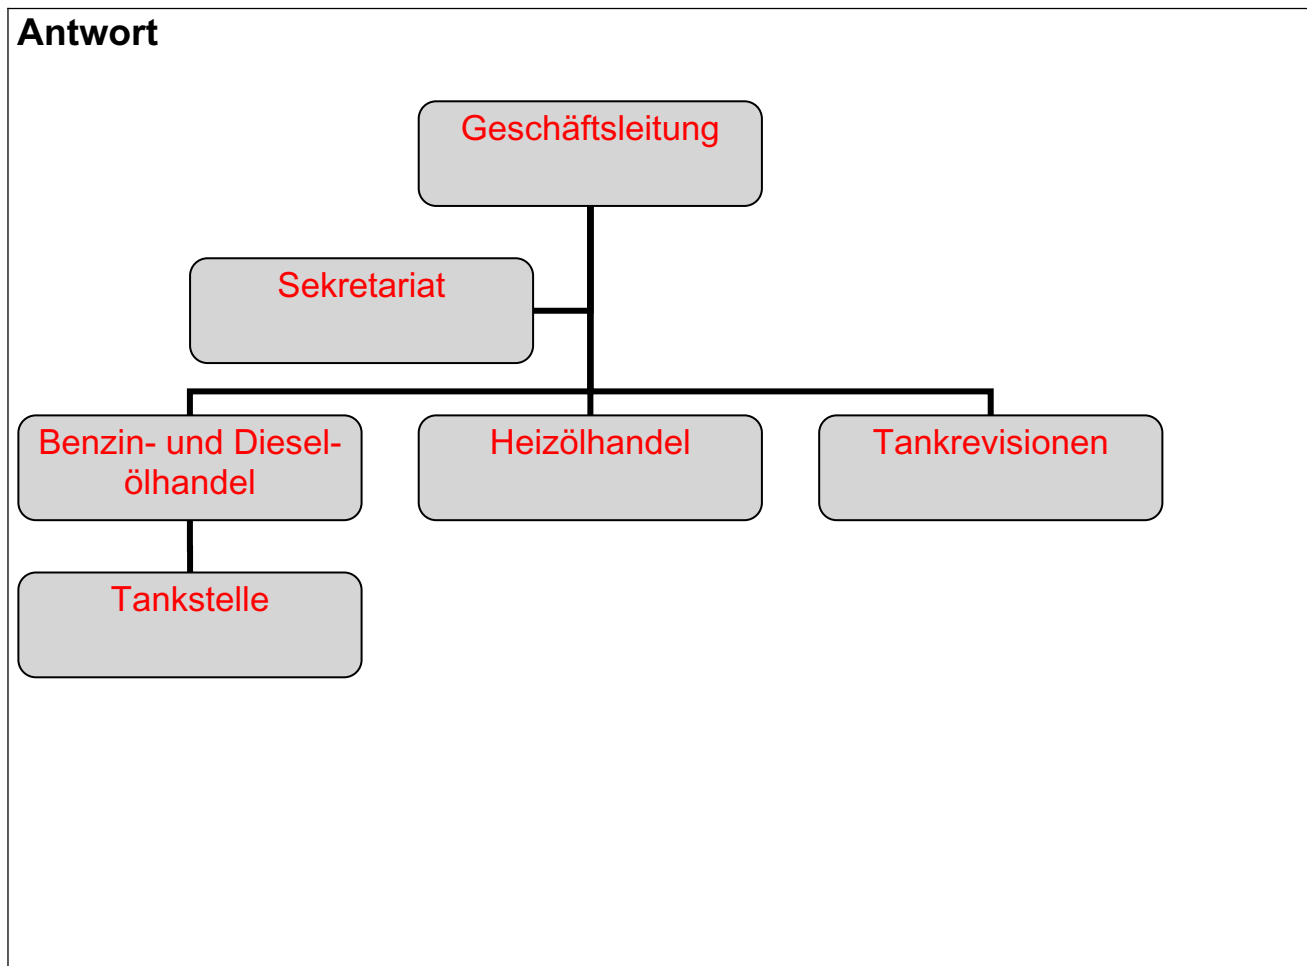 Antwort
Geschäftsleitung
Sekretariat
Benzin- und Diesel-
ölhandel
Heizölhandel
Tankrevisionen
Tankstelle